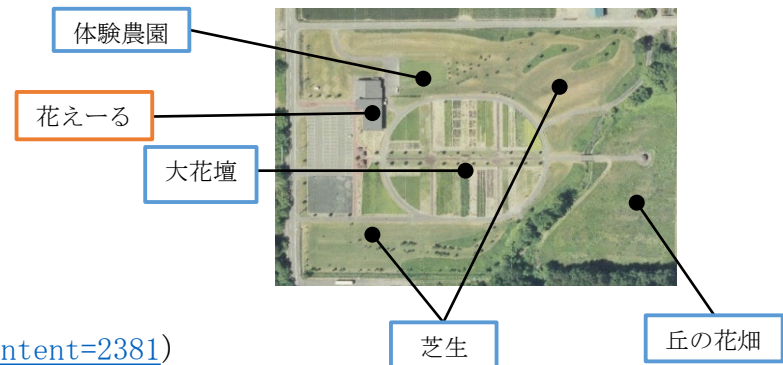 体験農園
花えーる
大花壇
芝生
丘の花畑
ntent=2381)